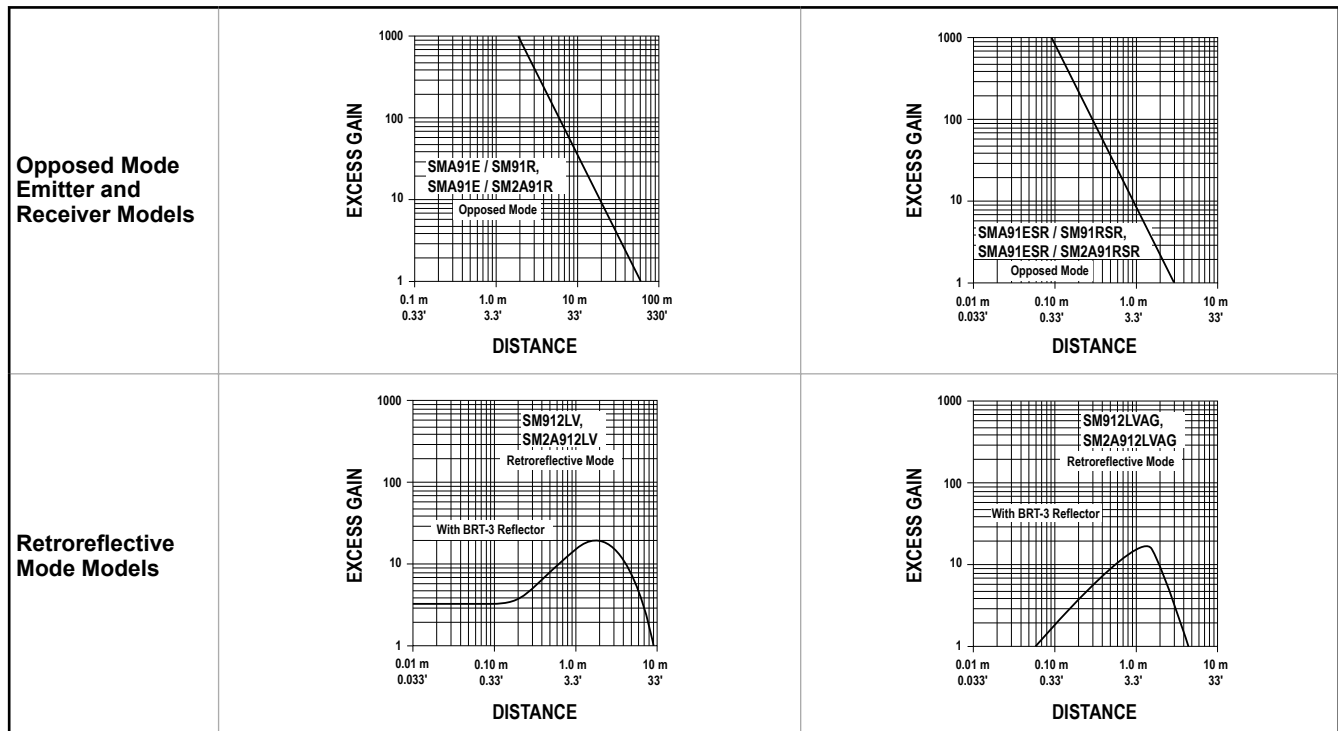 Opposed Mode
Emitter and
Receiver Models
EXCESS GAIN
1000
100
10
1
SMA91E / SM91R,
SMA91E / SM2A91R
Opposed Mode
0.1 m
0.33'
1.0 m
3.3'
10 m
33'
100 m
330'
DISTANCE
EXCESS GAIN
1000
100
10
1
SMA91ESR / SM91RSR,
SMA91ESR / SM2A91RSR
Opposed Mode
0.01 m
0.033'
0.10 m
0.33'
1.0 m
3.3'
10 m
33'
DISTANCE
Retroreflective
Mode Models
EXCESS GAIN
1000
100
10
1
SM912LV,
SM2A912LV
Retroreflective Mode
With BRT-3 Reflector
0.01 m
0.033'
0.10 m
0.33'
1.0 m
3.3'
10 m
33'
DISTANCE
EXCESS GAIN
1000
100
10
1
SM912LVAG,
SM2A912LVAG
Retroreflective Mode
With BRT-3 Reflector
0.01 m
0.033'
0.10 m
0.33'
1.0 m
3.3'
10 m
33'
DISTANCE